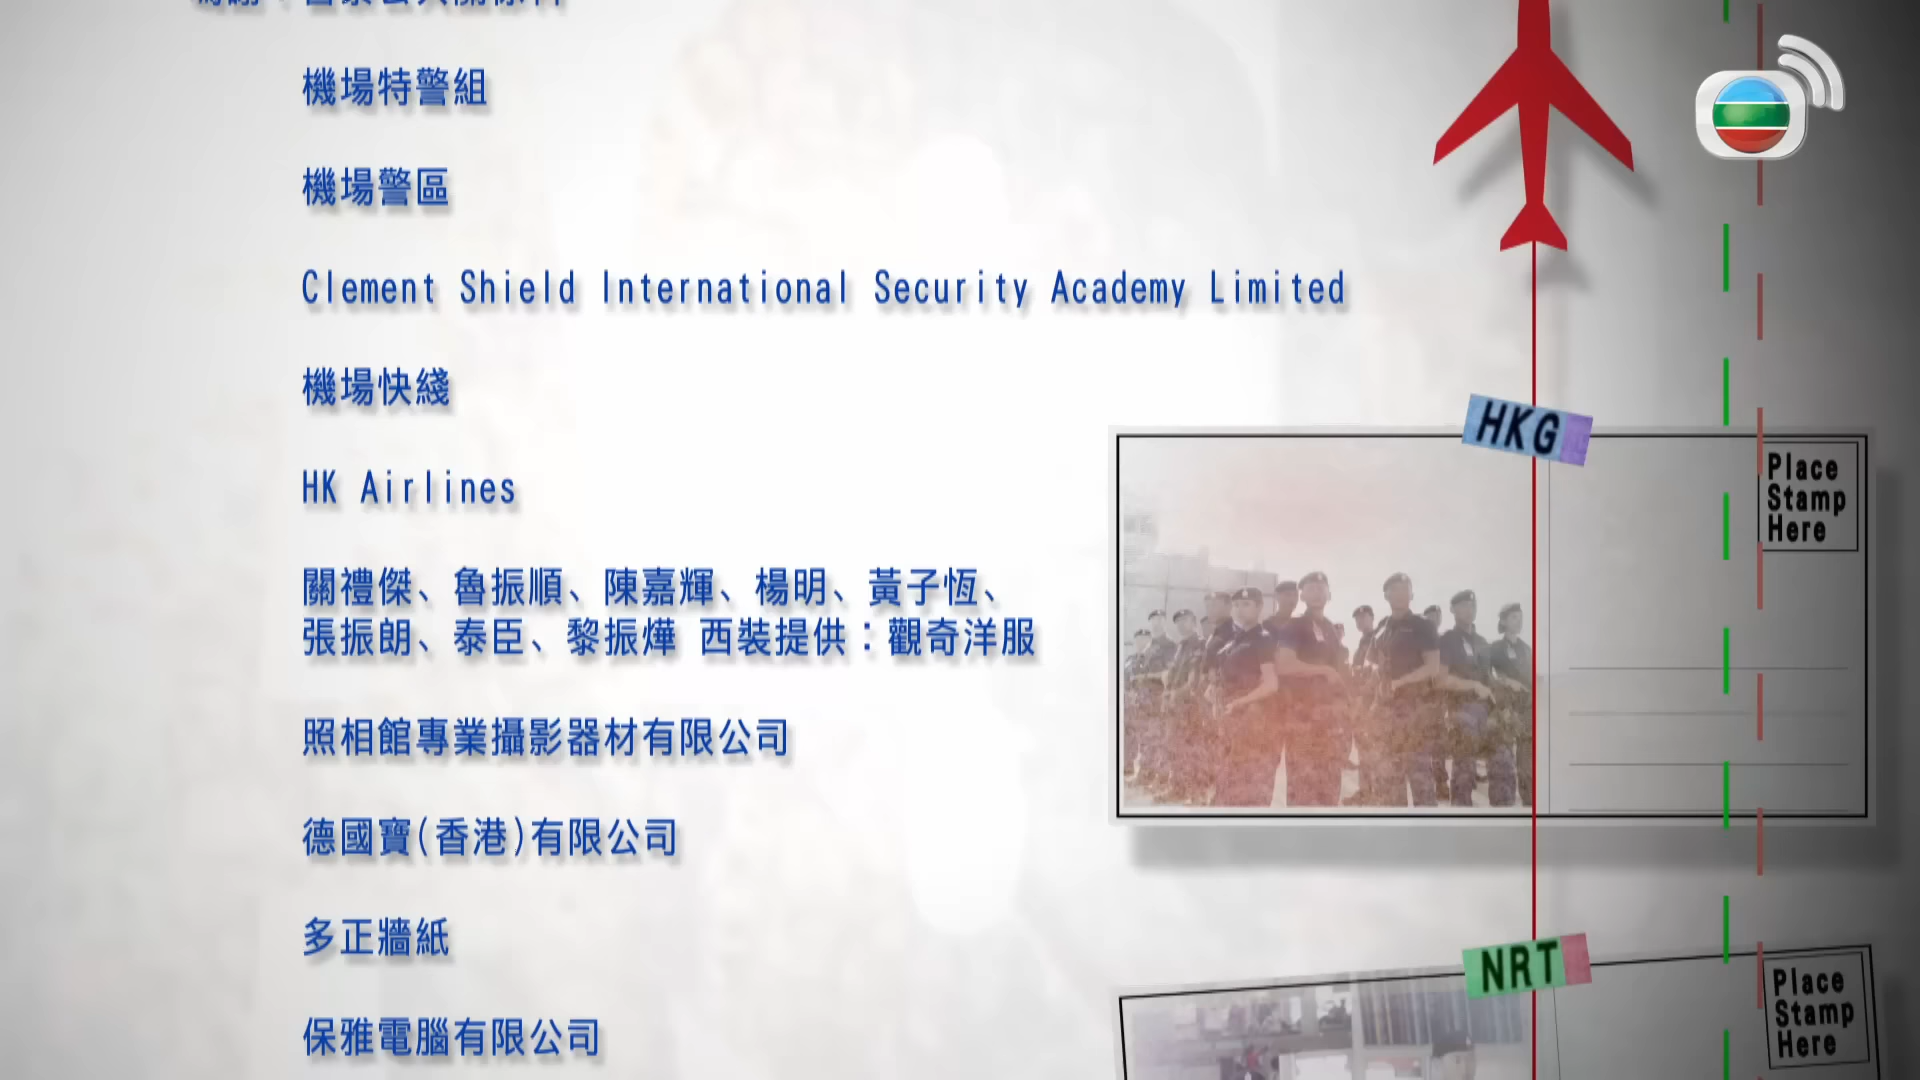 機場特警組
機場警區
Clement Shield International Security Academy Limited
機場快綫
HKG
Place
Stamp
Here
HK Airlines
關禮傑、魯振順、陳嘉輝、楊明、黃子恆、
張振朗、泰臣、黎振燁 西裝提供：觀奇洋服
照相館專業攝影器材有限公司
德國寶(香港)有限公司
多正牆紙
NRT
Place
Stamp
Here
保雅電腦有限公司